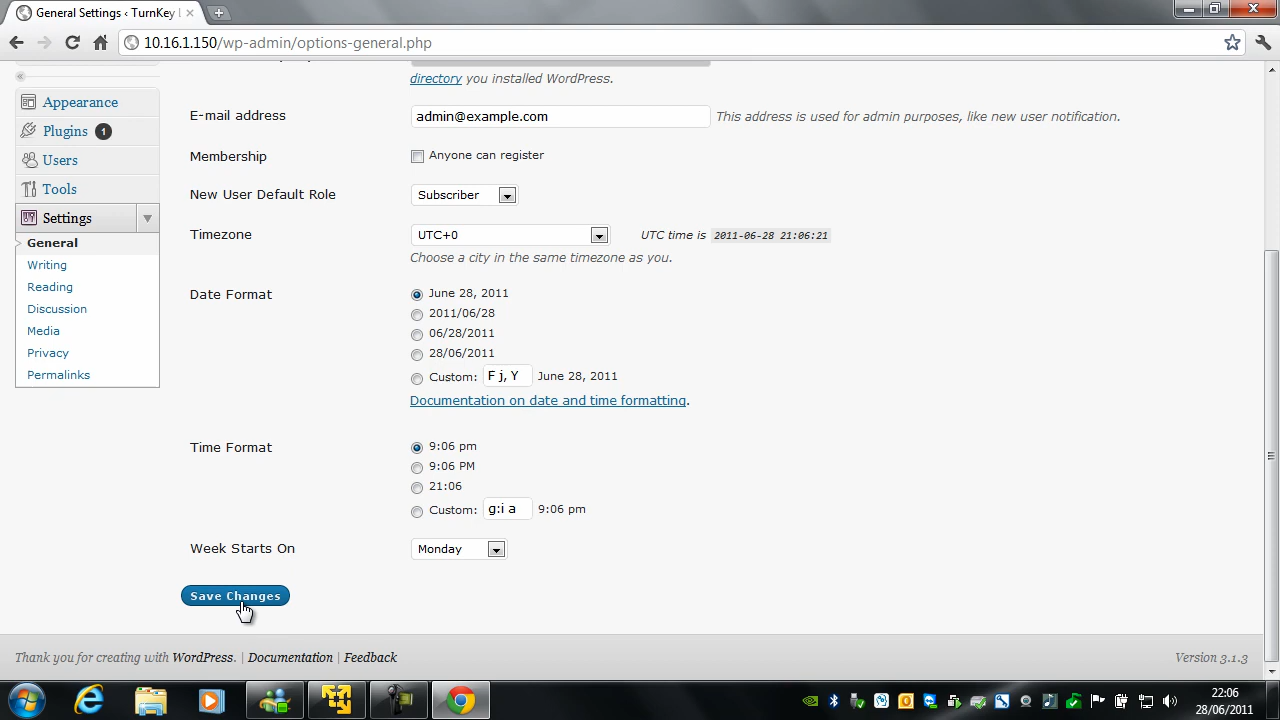 General Settings ‹ TurnKey
10.16.1.150/wp-admin/options-general.php
directory you installed WordPress.
Appearance
E-mail address
admin@example.com
This address is used for admin purposes, like new user notification.
Plugins 1
Users
Membership
Anyone can register
Tools
New User Default Role
Subscriber
Settings
Timezone
UTC+0
UTC time is 2011-06-28 21:06:21
General
Choose a city in the same timezone as you.
Writing
Reading
Discussion
Media
Privacy
Permalinks
Date Format
June 28, 2011
2011/06/28
06/28/2011
28/06/2011
Custom: F j, Y June 28, 2011
Documentation on date and time formatting.
Time Format
9:06 pm
9:06 PM
21:06
Custom: g:i a 9:06 pm
Week Starts On
Monday
Save Changes
Thank you for creating with WordPress. | Documentation | Feedback
Version 3.1.3
22:06
28/06/2011